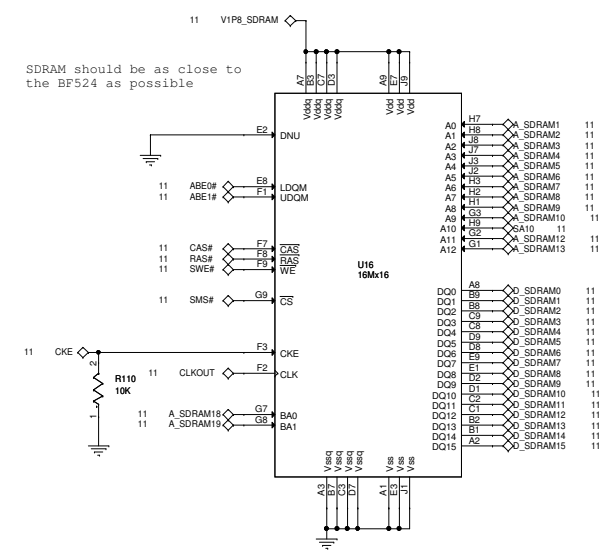 11 V1P8_SDRAM
SDRAM should be as close to
the BF524 as possible
A7 B3 C7 D3 A9 E7 J9
Vddq Vddq Vddq Vddq Vdd Vdd Vdd
E2 DNU
A0 H7 A_SDRAM1 11
A1 H8 A_SDRAM2 11
A2 J8 A_SDRAM3 11
A3 J7 A_SDRAM4 11
A4 J3 A_SDRAM5 11
A5 J2 A_SDRAM6 11
A6 H3 A_SDRAM7 11
A7 H2 A_SDRAM8 11
A8 H1 A_SDRAM9 11
A9 G3 A_SDRAM10 11
A10 H9 SA10 11
A11 G2 A_SDRAM12 11
A12 G1 A_SDRAM13 11
11 ABE0# E8 LDQM
11 ABE1# F1 UDQM
11 CAS# F7 CAS
11 RAS# F8 RAS
11 SWE# F9 WE
U16
16Mx16
11 SMS# G9 CS
DQ0 A8 D_SDRAM0 11
DQ1 B9 D_SDRAM1 11
DQ2 B8 D_SDRAM2 11
DQ3 C9 D_SDRAM3 11
DQ4 C8 D_SDRAM4 11
DQ5 D9 D_SDRAM5 11
DQ6 D8 D_SDRAM6 11
DQ7 E9 D_SDRAM7 11
DQ8 E1 D_SDRAM8 11
DQ9 D2 D_SDRAM9 11
DQ10 D1 D_SDRAM10 11
DQ11 C2 D_SDRAM11 11
DQ12 C1 D_SDRAM12 11
DQ13 B2 D_SDRAM13 11
DQ14 B1 D_SDRAM14 11
DQ15 A2 D_SDRAM15 11
11 CKE F3 CKE
2
R110
10K
1
11 CLKOUT F2 CLK
11 A_SDRAM18 G7 BA0
11 A_SDRAM19 G8 BA1
Vssq Vssq Vssq Vssq Vss Vss Vss
A3 B7 C3 D7 A1 E3 J1